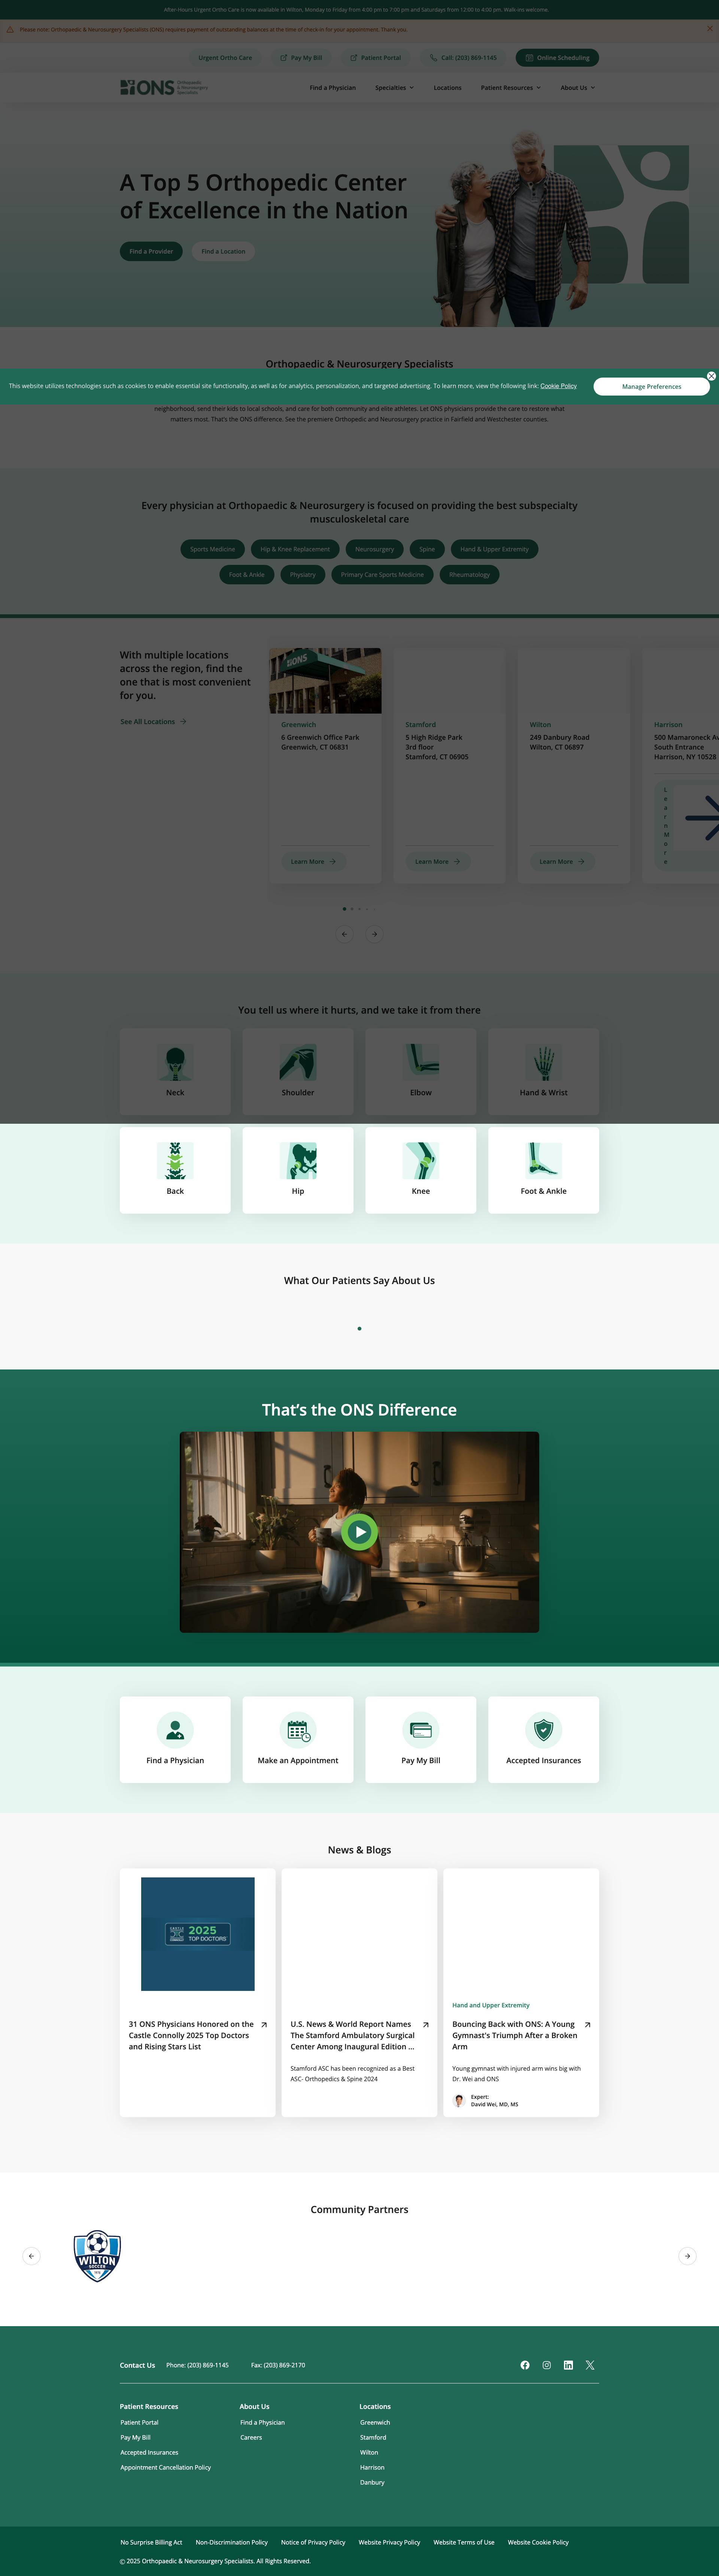 After-Hours Urgent Ortho Care is now available in Wilton, Monday to Friday from 4:00 pm to 7:00 pm and Saturdays from 12:00 to 4:00 pm. Walk-ins welcome.
Please note: Orthopaedic & Neurosurgery Specialists (ONS) requires payment of outstanding balances at the time of check-in for your appointment. Thank you.
Urgent Ortho Care
Pay My Bill
Patient Portal
Call: (203) 869-1145
Online Scheduling
ONS Orthopaedic & Neurosurgery Specialists
Find a Physician
Specialties
Locations
Patient Resources
About Us
A Top 5 Orthopedic Center
of Excellence in the Nation
Find a Provider
Find a Location
Orthopaedic & Neurosurgery Specialists
This website utilizes technologies such as cookies to enable essential site functionality, as well as for analytics, personalization, and targeted advertising. To learn more, view the following link: Cookie Policy
Manage Preferences
neighborhood, send their kids to local schools, and care for both community and elite athletes. Let ONS physicians provide the care to restore what
matters most. That's the ONS difference. See the premiere Orthopedic and Neurosurgery practice in Fairfield and Westchester counties.
Every physician at Orthopaedic & Neurosurgery is focused on providing the best subspecialty
musculoskeletal care
Sports Medicine
Hip & Knee Replacement
Neurosurgery
Spine
Hand & Upper Extremity
Foot & Ankle
Physiatry
Primary Care Sports Medicine
Rheumatology
With multiple locations
across the region, find the
one that is most convenient
for you.
See All Locations
ONS
Greenwich
6 Greenwich Office Park
Greenwich, CT 06831
Learn More
Stamford
5 High Ridge Park
3rd floor
Stamford, CT 06905
Learn More
Wilton
249 Danbury Road
Wilton, CT 06897
Learn More
Harrison
500 Mamaroneck Av
South Entrance
Harrison, NY 10528
Learn More
You tell us where it hurts, and we take it from there
Neck
Shoulder
Elbow
Hand & Wrist
Back
Hip
Knee
Foot & Ankle
What Our Patients Say About Us
That's the ONS Difference
Find a Physician
Make an Appointment
Pay My Bill
Accepted Insurances
News & Blogs
2025
TOP DOCTORS
31 ONS Physicians Honored on the
Castle Connolly 2025 Top Doctors
and Rising Stars List
U.S. News & World Report Names
The Stamford Ambulatory Surgical
Center Among Inaugural Edition ...
Stamford ASC has been recognized as a Best
ASC- Orthopedics & Spine 2024
Hand and Upper Extremity
Bouncing Back with ONS: A Young
Gymnast's Triumph After a Broken
Arm
Young gymnast with injured arm wins big with
Dr. Wei and ONS
Expert:
David Wei, MD, MS
Community Partners
WILTON
SOCCER
Contact Us
Phone: (203) 869-1145
Fax: (203) 869-2170
Patient Resources
Patient Portal
Pay My Bill
Accepted Insurances
Appointment Cancellation Policy
About Us
Find a Physician
Careers
Locations
Greenwich
Stamford
Wilton
Harrison
Danbury
No Surprise Billing Act
Non-Discrimination Policy
Notice of Privacy Policy
Website Privacy Policy
Website Terms of Use
Website Cookie Policy
© 2025 Orthopaedic & Neurosurgery Specialists. All Rights Reserved.